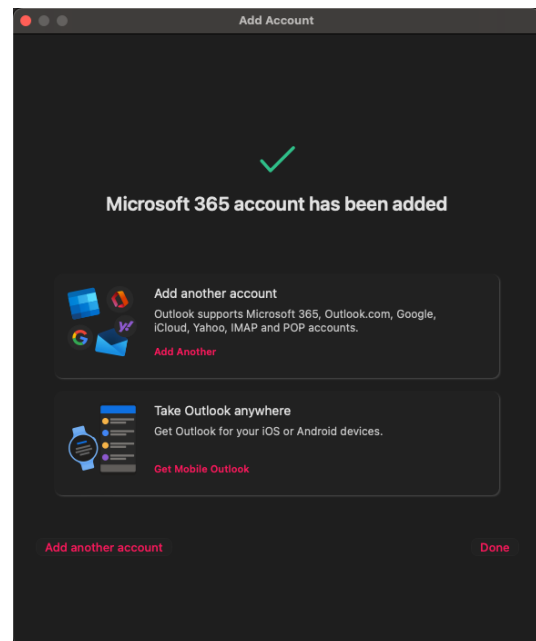 Add Account
Microsoft 365 account has been added
Add another account
Outlook supports Microsoft 365, Outlook.com, Google,
iCloud, Yahoo, IMAP and POP accounts.
Add Another
Take Outlook anywhere
Get Outlook for your iOS or Android devices.
Get Mobile Outlook
Add another account
Done